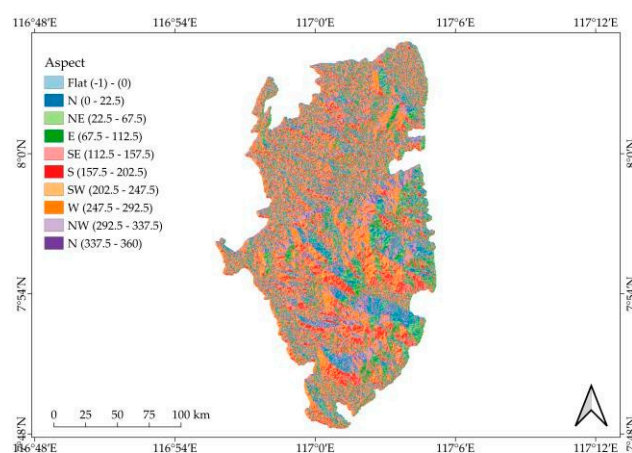 116°48'E 116°54'E 117°0'E 117°6'E 117°12'E
Aspect
Flat (-1) - (0)
N (0 - 22.5)
NE (22.5 - 67.5)
E (67.5 - 112.5)
SE (112.5 - 157.5)
S (157.5 - 202.5)
SW (202.5 - 247.5)
W (247.5 - 292.5)
NW (292.5 - 337.5)
N (337.5 - 360)
8°0'N 8°0'N
7°54'N 7°54'N
0 25 50 75 100 km
7°48'N 7°48'N
116°48'E 116°54'E 117°0'E 117°6'E 117°12'E